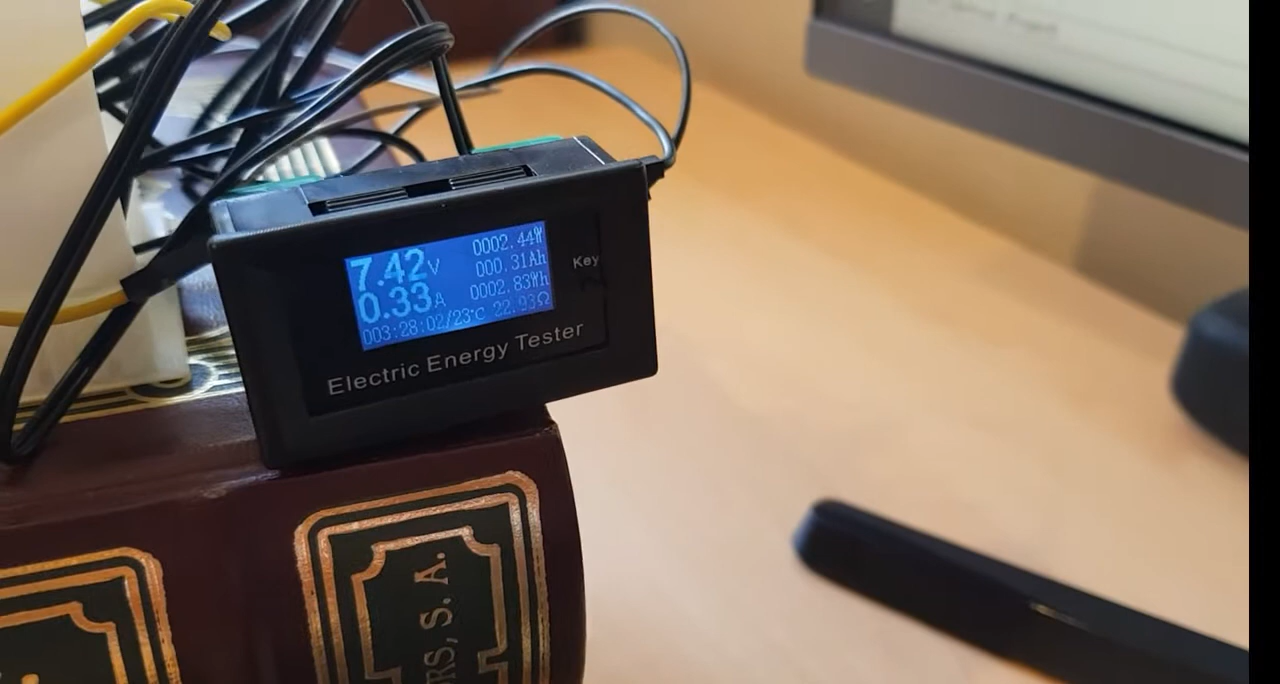 7.42V
0.33A
0002.44W
000.31Ah
0002.83Wh
003:28:02/23℃ 22.93Ω
Key
Electric Energy Tester
RS, S. A.